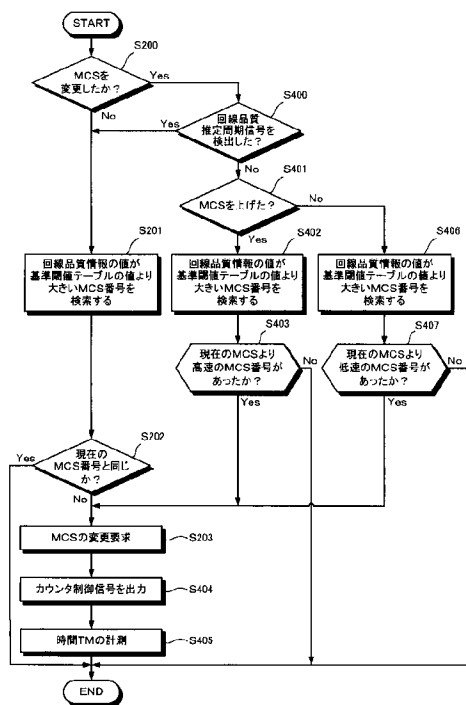 START
S200
MCSを
変更したか?
Yes
No
S400
回線品質
推定周期信号を
検出した?
Yes
No
S401
MCSを上げた?
No
Yes
S201
回線品質情報の値が
基準閾値テーブルの値より
大きいMCS番号を
検索する
S402
回線品質情報の値が
基準閾値テーブルの値より
大きいMCS番号を
検索する
S406
回線品質情報の値が
基準閾値テーブルの値より
大きいMCS番号を
検索する
S403
現在のMCSより
高速のMCS番号が
あったか?
No
Yes
S407
現在のMCSより
低速のMCS番号が
あったか?
No
Yes
S202
現在の
MCS番号と同じ
か?
Yes
No
MCSの変更要求
S203
カウンタ制御信号を出力
S404
時間TMの計測
S405
END